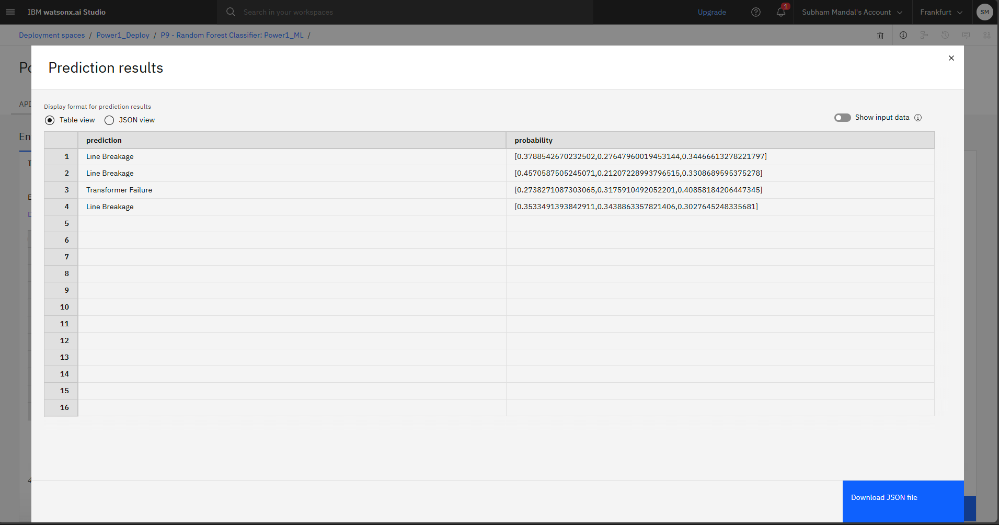 IBM watsonx.ai Studio
Search in your workspaces
Upgrade
1
Subham Mandal's Account
Frankfurt
SM
Deployment spaces / Power1_Deploy / P9 - Random Forest Classifier: Power1_ML /
Prediction results
API
Display format for prediction results
Table view
JSON view
Show input data
prediction probability
1 Line Breakage [0.3788542670232502,0.27647960019453144,0.34466613278221797]
2 Line Breakage [0.4570587505245071,0.21207228993796515,0.3308689595375278]
3 Transformer Failure [0.2738271087303065,0.3175910492052201,0.40858184206447345]
4 Line Breakage [0.3533491393842911,0.3438863357821406,0.3027645248335681]
5
6
7
8
9
10
11
12
13
14
15
16
Download JSON file